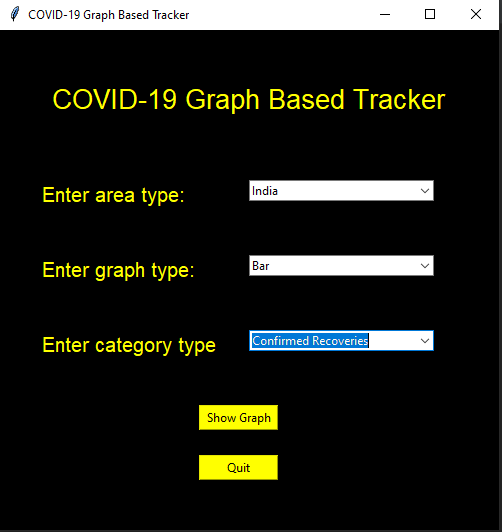 COVID-19 Graph Based Tracker
COVID-19 Graph Based Tracker
Enter area type: India
Enter graph type: Bar
Enter category type Confirmed Recoveries
Show Graph
Quit